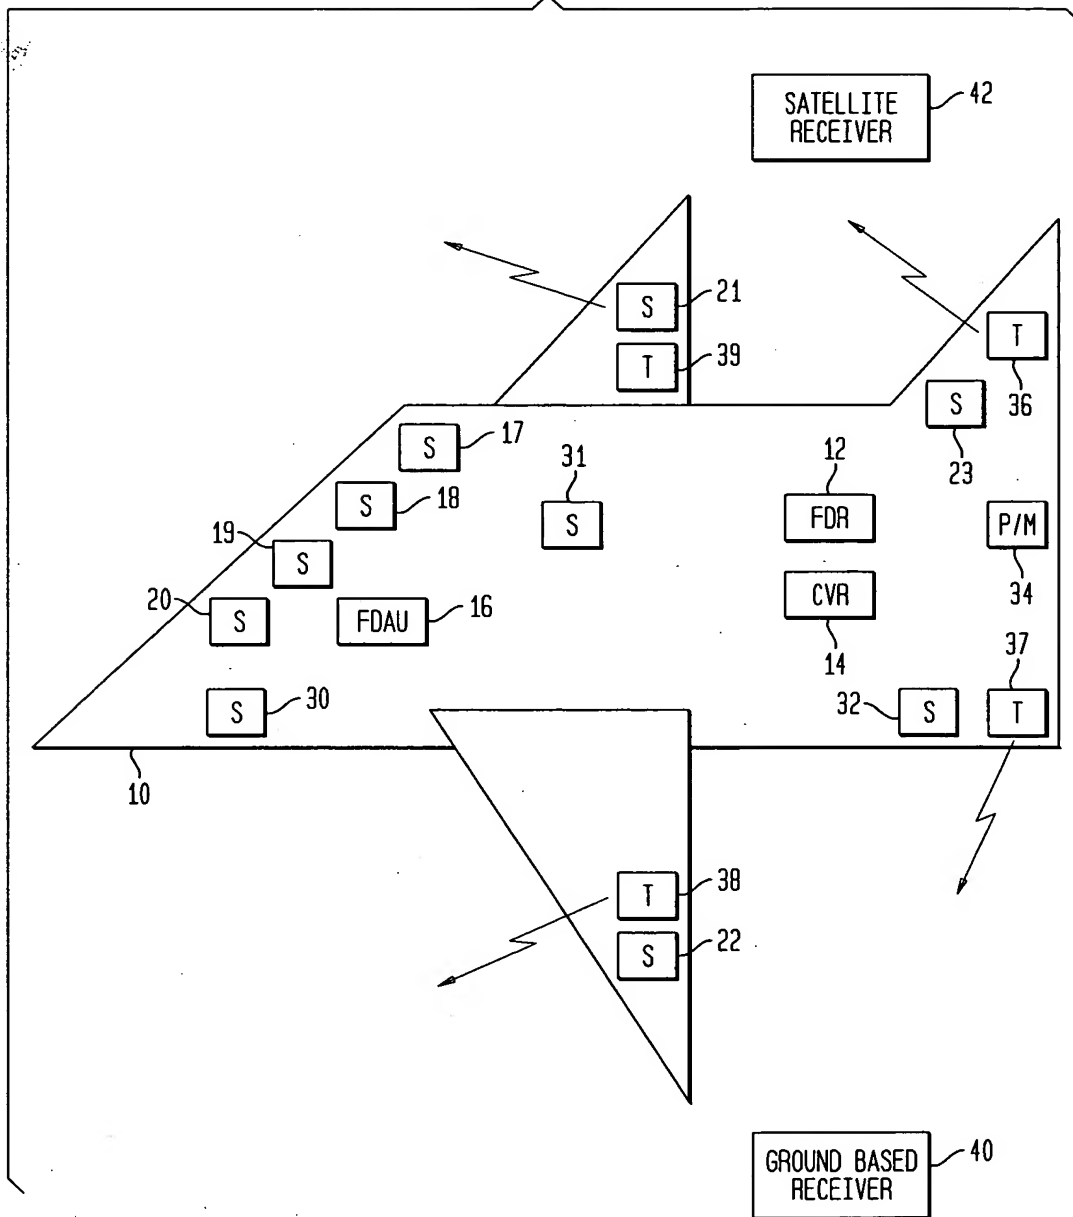 SATELLITE
RECEIVER
42
S
21
T
39
T
36
S
23
S
17
S
18
31
S
12
FDR
P/M
34
19
S
20
S
FDAU
16
CVR
14
S
30
32
S
37
T
10
T
38
S
22
GROUND BASED
RECEIVER
40